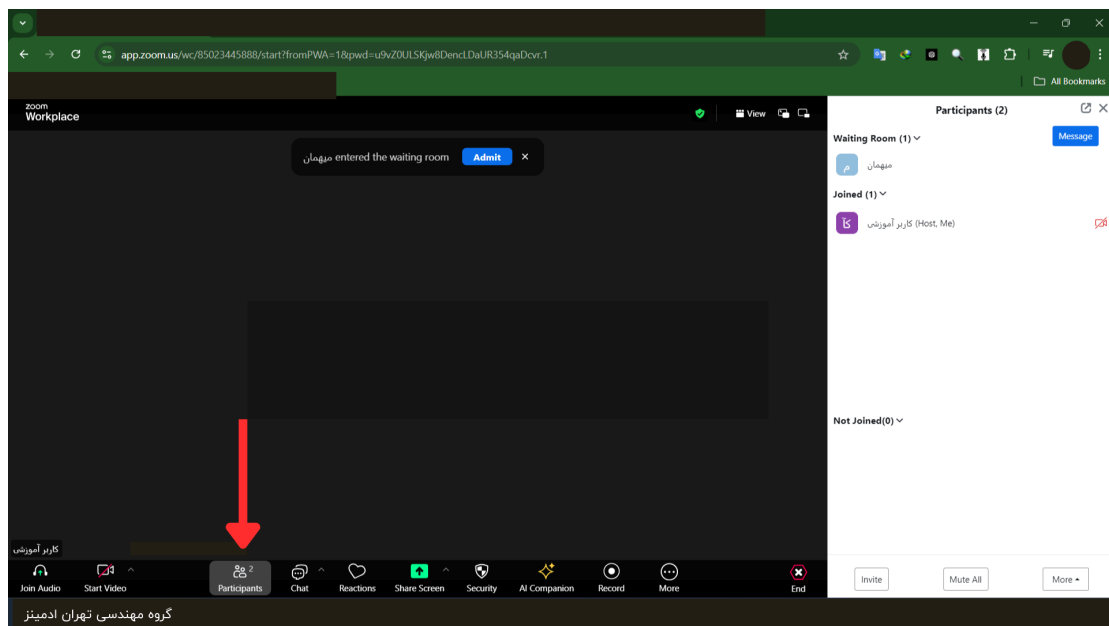 app.zoom.us/wc/85023445888/start?fromPWA=1&pwd=u9vZ0ULSKjw8DencLDaUR354qaDcvr.1
All Bookmarks
zoom
Workplace
View
میهمان entered the waiting room Admit
Participants (2)
Message
Waiting Room (1)
م میهمان
Joined (1)
کآ کاربر آموزشی (Host, Me)
Not Joined(0)
کاربر آموزشی
Join Audio Start Video Participants 2 Chat Reactions Share Screen Security AI Companion Record More End
Invite Mute All More
گروه مهندسی تهران ادمینز